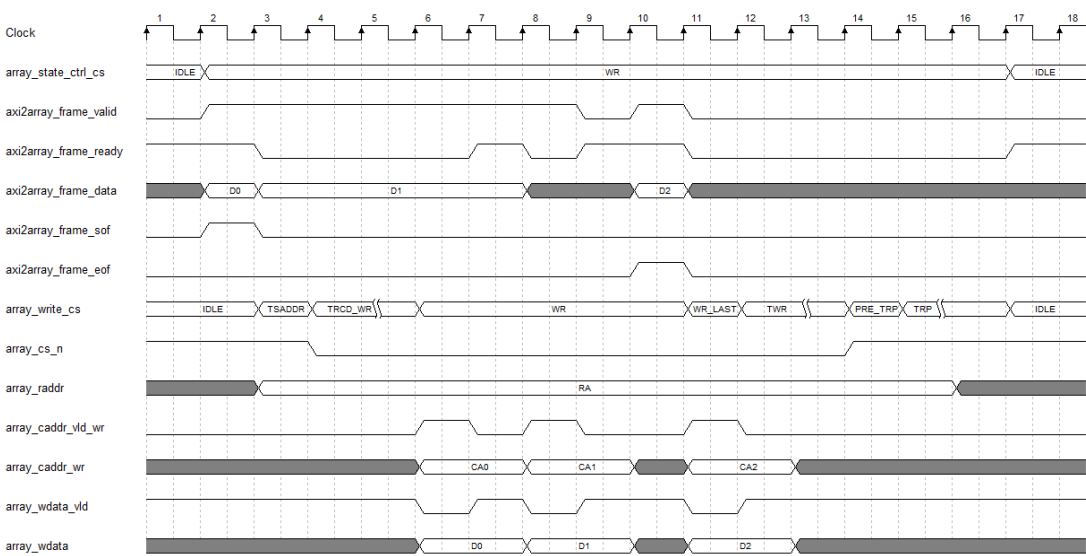 1 2 3 4 5 6 7 8 9 10 11 12 13 14 15 16 17 18
Clock
array_state_ctrl_cs IDLE WR IDLE
axi2array_frame_valid
axi2array_frame_ready
axi2array_frame_data D0 D1 D2
axi2array_frame_sof
axi2array_frame_eof
array_write_cs IDLE TSADDR TRCD_WR WR WR_LAST TWR PRE_TRP TRP IDLE
array_cs_n
array_raddr RA
array_caddr_vld_wr
array_caddr_wr CA0 CA1 CA2
array_wdata_vld
array_wdata D0 D1 D2